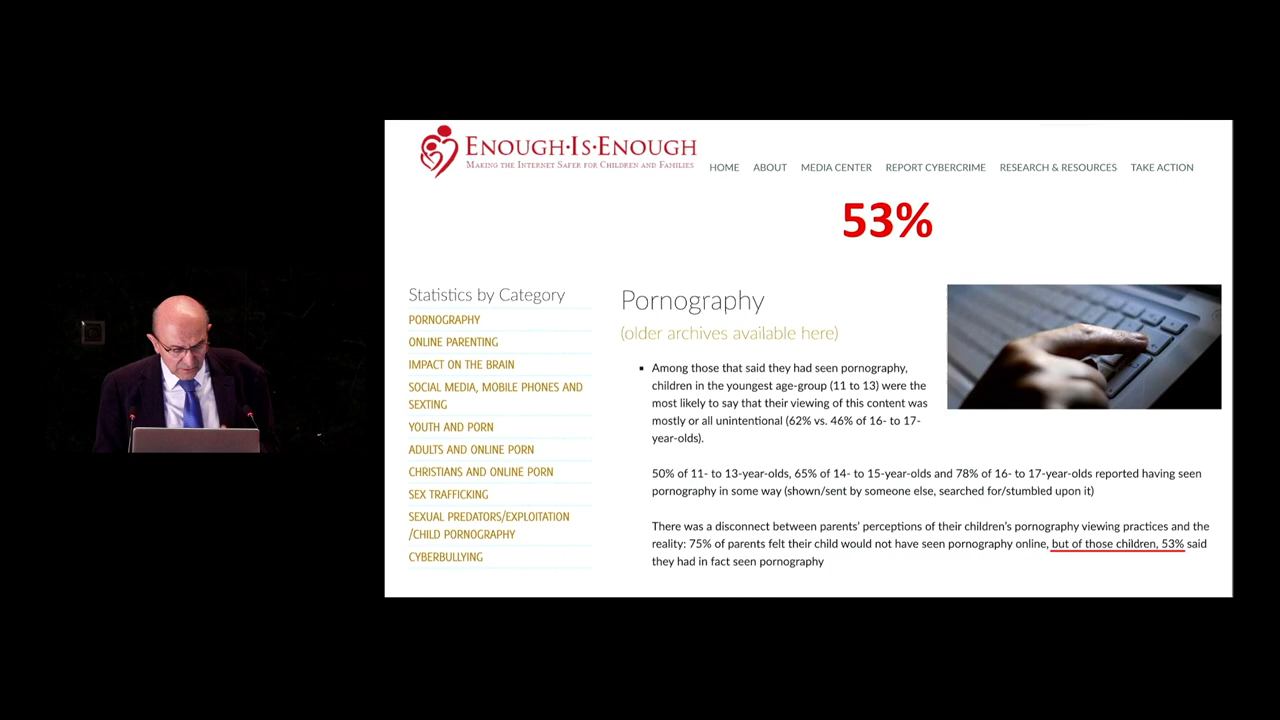 ENOUGH·IS·ENOUGH
MAKING THE INTERNET SAFER FOR CHILDREN AND FAMILIES
HOME ABOUT MEDIA CENTER REPORT CYBERCRIME RESEARCH & RESOURCES TAKE ACTION
53%
Statistics by Category
PORNOGRAPHY
ONLINE PARENTING
IMPACT ON THE BRAIN
SOCIAL MEDIA, MOBILE PHONES AND
SEXTING
YOUTH AND PORN
ADULTS AND ONLINE PORN
CHRISTIANS AND ONLINE PORN
SEX TRAFFICKING
SEXUAL PREDATORS/EXPLOITATION
/CHILD PORNOGRAPHY
CYBERBULLYING
Pornography
(older archives available here)
▪ Among those that said they had seen pornography,
children in the youngest age-group (11 to 13) were the
most likely to say that their viewing of this content was
mostly or all unintentional (62% vs. 46% of 16- to 17-
year-olds).
50% of 11- to 13-year-olds, 65% of 14- to 15-year-olds and 78% of 16- to 17-year-olds reported having seen
pornography in some way (shown/sent by someone else, searched for/stumbled upon it)
There was a disconnect between parents’ perceptions of their children’s pornography viewing practices and the
reality: 75% of parents felt their child would not have seen pornography online, but of those children, 53% said
they had in fact seen pornography